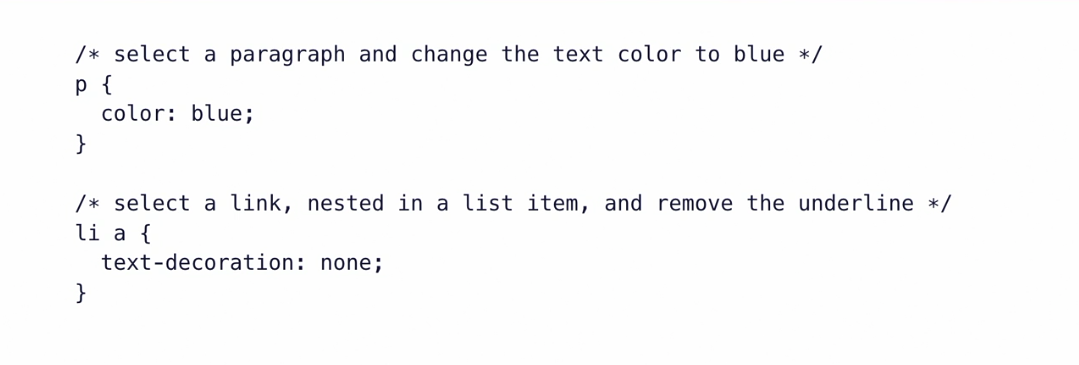 /* select a paragraph and change the text color to blue */
p {
  color: blue;
}

/* select a link, nested in a list item, and remove the underline */
li a {
  text-decoration: none;
}